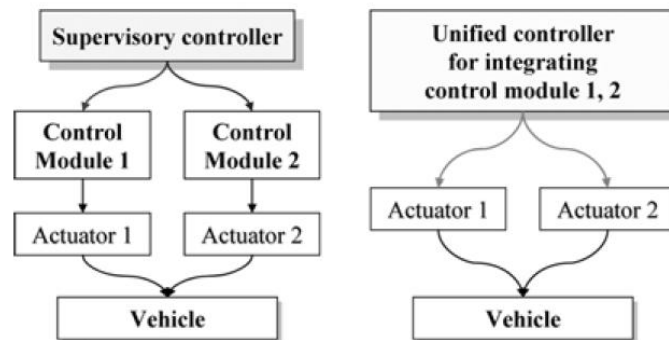 Supervisory controller
Control
Module 1
Control
Module 2
Actuator 1
Actuator 2
Vehicle
Unified controller
for integrating
control module 1, 2
Actuator 1
Actuator 2
Vehicle